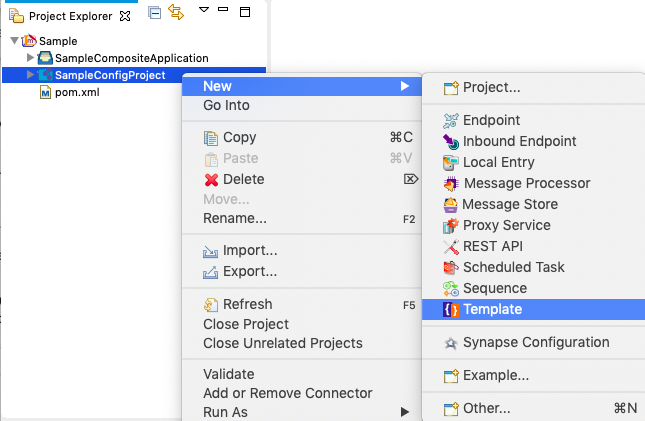 Project Explorer
Sample
SampleCompositeApplication
SampleConfigProject
pom.xml
New
Go Into
Copy ⌘C
Paste ⌘V
Delete ⌦
Move...
Rename... F2
Import...
Export...
Refresh F5
Close Project
Close Unrelated Projects
Validate
Add or Remove Connector
Run As
Project...
Endpoint
Inbound Endpoint
Local Entry
Message Processor
Message Store
Proxy Service
REST API
Scheduled Task
Sequence
Template
Synapse Configuration
Example...
Other... ⌘N